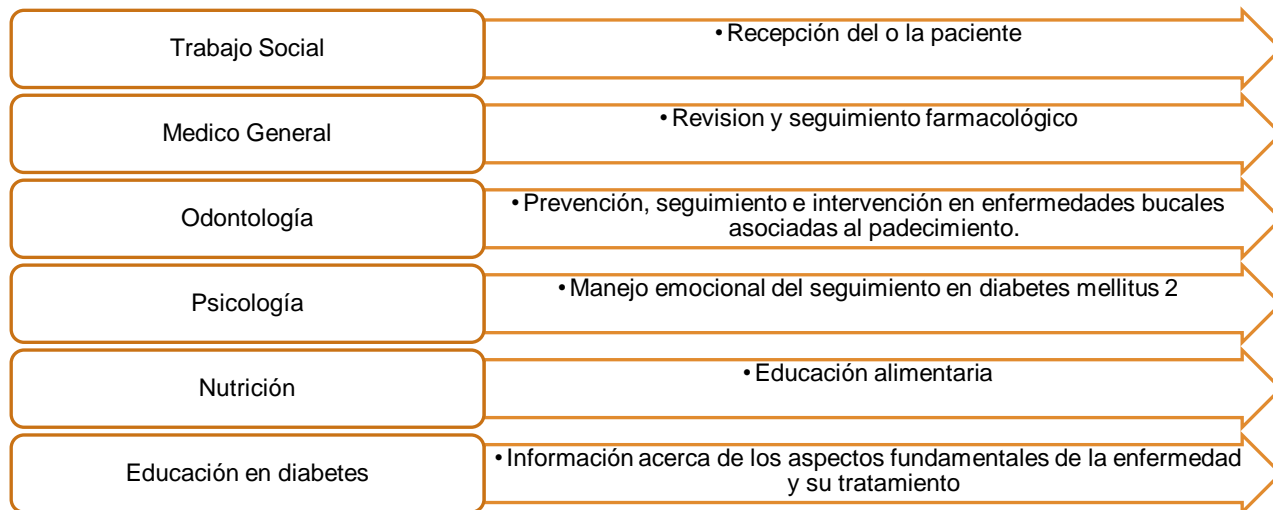 Trabajo Social
• Recepción del o la paciente
Medico General
• Revision y seguimiento farmacológico
Odontología
• Prevención, seguimiento e intervención en enfermedades bucales
asociadas al padecimiento.
Psicología
• Manejo emocional del seguimiento en diabetes mellitus 2
Nutrición
• Educación alimentaria
Educación en diabetes
• Información acerca de los aspectos fundamentales de la enfermedad
y su tratamiento